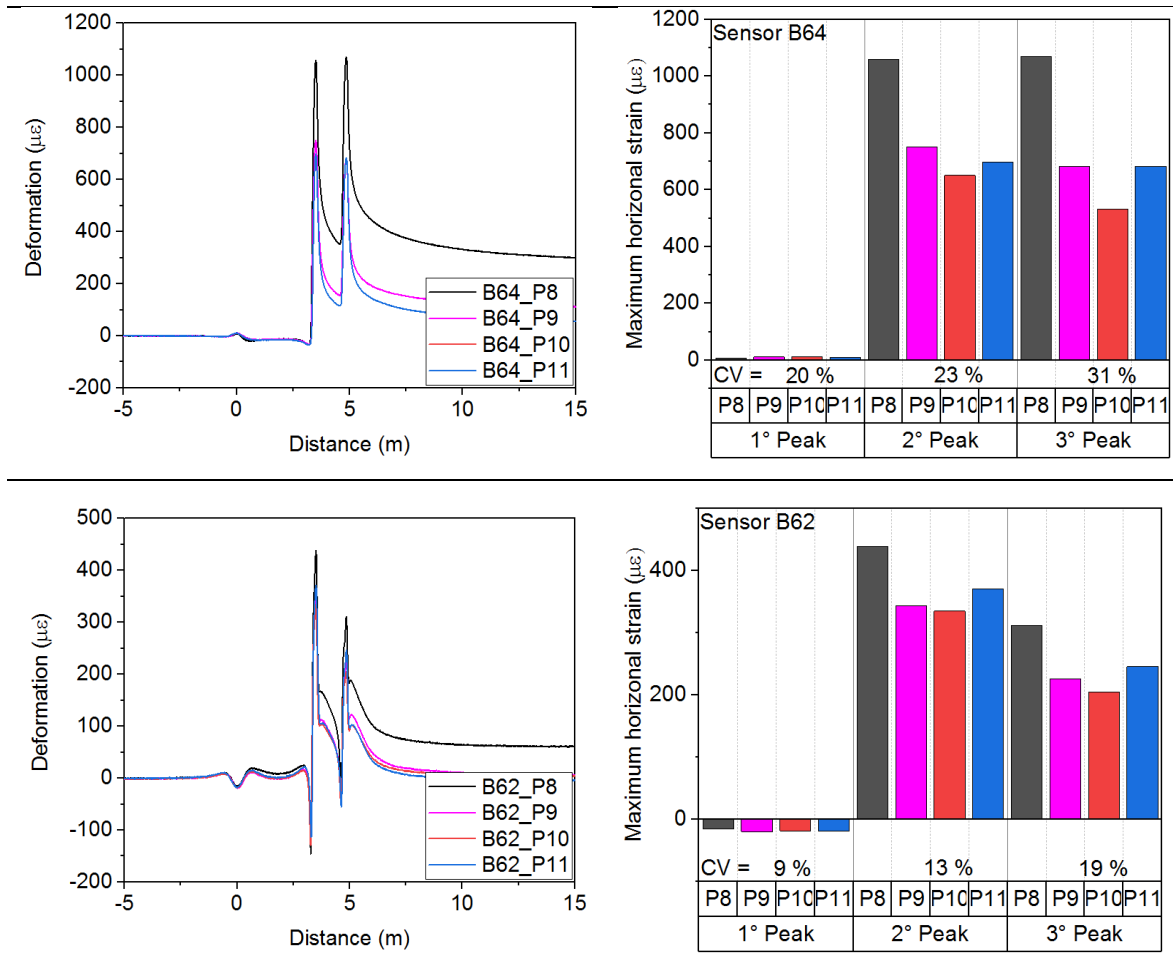 1200
1000
800
600
400
200
0
-200
-5
0
5
10
15
Deformation (με)
Distance (m)
B64_P8
B64_P9
B64_P10
B64_P11
Sensor B64
1200
1000
800
600
400
200
0
Maximum horizonal strain (με)
CV = 20 % 23 % 31 %
P8 P9 P10 P11 P8 P9 P10 P11 P8 P9 P10 P11
1° Peak 2° Peak 3° Peak
500
400
300
200
100
0
-100
-200
-5
0
5
10
15
Deformation (με)
Distance (m)
B62_P8
B62_P9
B62_P10
B62_P11
Sensor B62
400
200
0
Maximum horizonal strain (με)
CV = 9 % 13 % 19 %
P8 P9 P10 P11 P8 P9 P10 P11 P8 P9 P10 P11
1° Peak 2° Peak 3° Peak